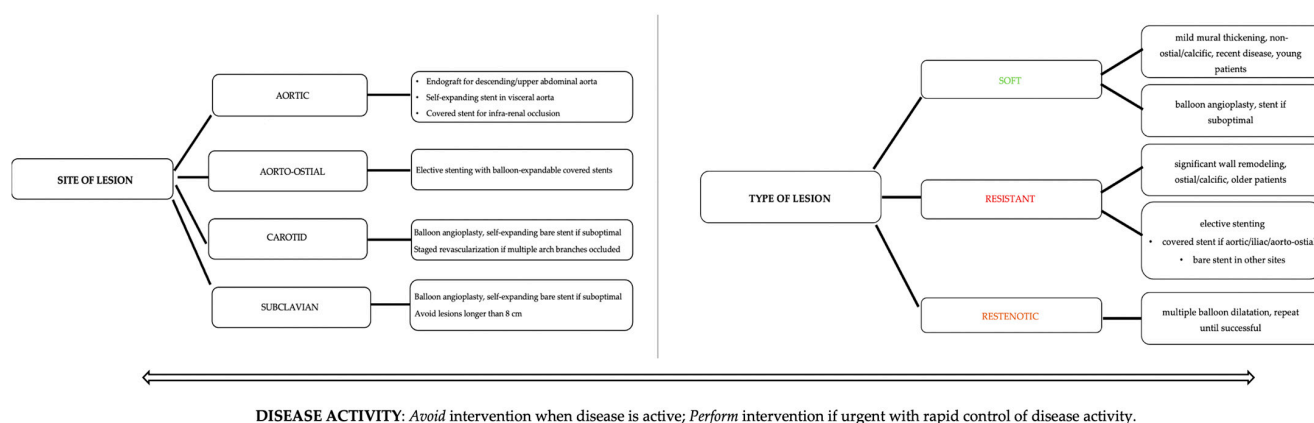 SITE OF LESION
AORTIC
• Endograft for descending/upper abdominal aorta
• Self-expanding stent in visceral aorta
• Covered stent for infra-renal occlusion
AORTO-OSTIAL
Elective stenting with balloon-expandable covered stents
CAROTID
Balloon angioplasty, self-expanding bare stent if suboptimal
Staged revascularization if multiple arch branches occluded
SUBCLAVIAN
Balloon angioplasty, self-expanding bare stent if suboptimal
Avoid lesions longer than 8 cm
TYPE OF LESION
SOFT
mild mural thickening, non-
ostial/calcific, recent disease, young
patients
balloon angioplasty, stent if
suboptimal
RESISTANT
significant wall remodeling,
ostial/calcific, older patients
elective stenting
• covered stent if aortic/iliac/aorto-ostial
• bare stent in other sites
RESTENOTIC
multiple balloon dilatation, repeat
until successful
DISEASE ACTIVITY: Avoid intervention when disease is active; Perform intervention if urgent with rapid control of disease activity.